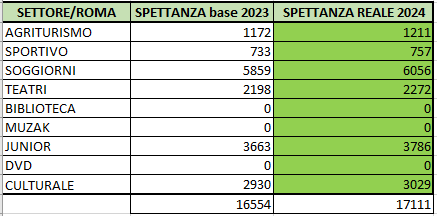 SETTORE/ROMA SPETTANZA base 2023 SPETTANZA REALE 2024
AGRITURISMO 1172 1211
SPORTIVO 733 757
SOGGIORNI 5859 6056
TEATRI 2198 2272
BIBLIOTECA 0 0
MUZAK 0 0
JUNIOR 3663 3786
DVD 0 0
CULTURALE 2930 3029
16554 17111